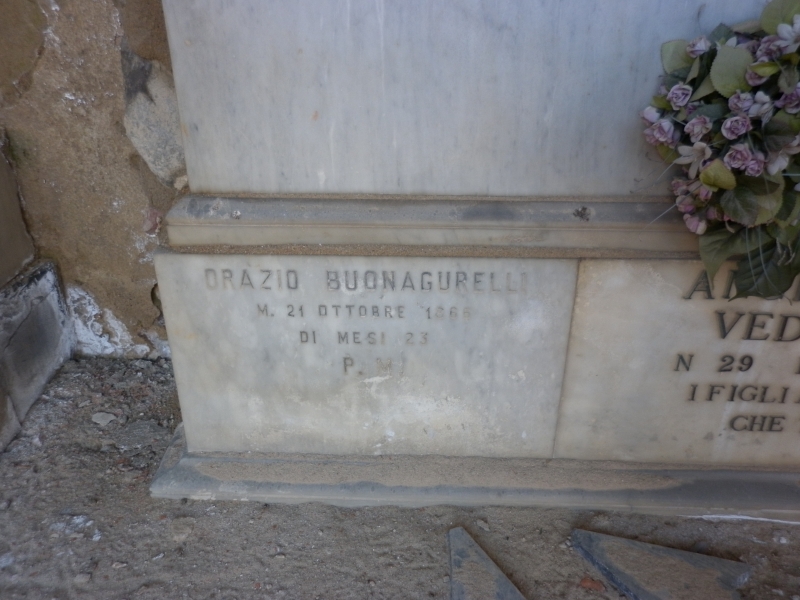 ORAZIO BUONAGURELLI
M. 21 OTTOBRE
DI MESI 23
VED
N 29
I FIGLI
CHE